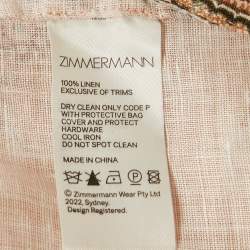 ZIMMERMANN
100% LINEN
EXCLUSIVE OF TRIMS
DRY CLEAN ONLY CODE P
WITH PROTECTIVE BAG
COVER AND PROTECT
HARDWARE
COOL IRON
DO NOT SPOT CLEAN
MADE IN CHINA
© Zimmermann Wear Pty Ltd
2022, Sydney.
Design Registered.